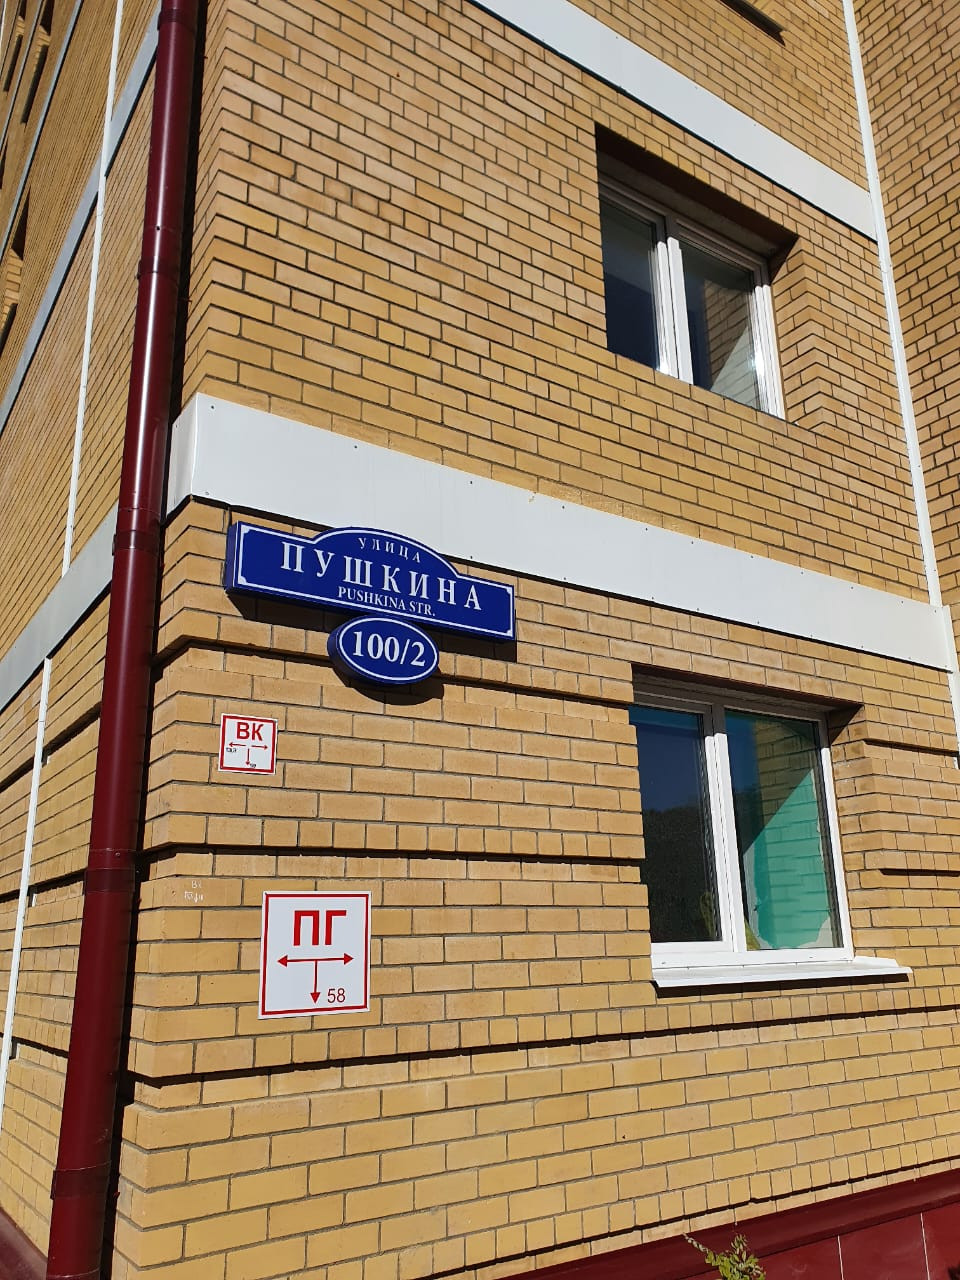 УЛИЦА
ПУШКИНА
PUSHKINA STR.
100/2
ВК
ПГ
58